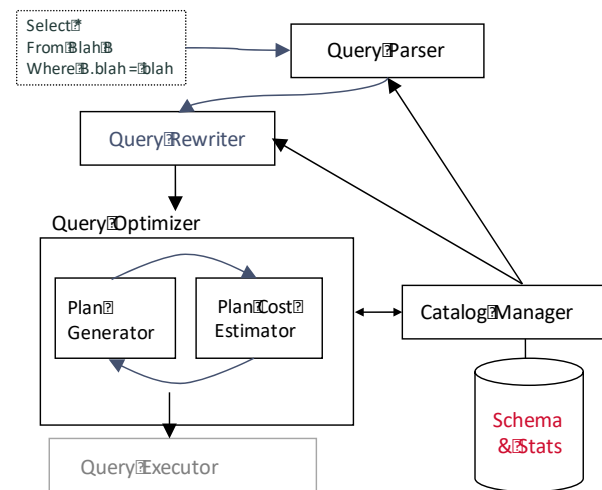 Select *
From Blah B
Where B.blah = blah
Query Parser
Query Rewriter
Query Optimizer
Plan
Generator
Plan Cost
Estimator
Catalog Manager
Schema
& Stats
Query Executor